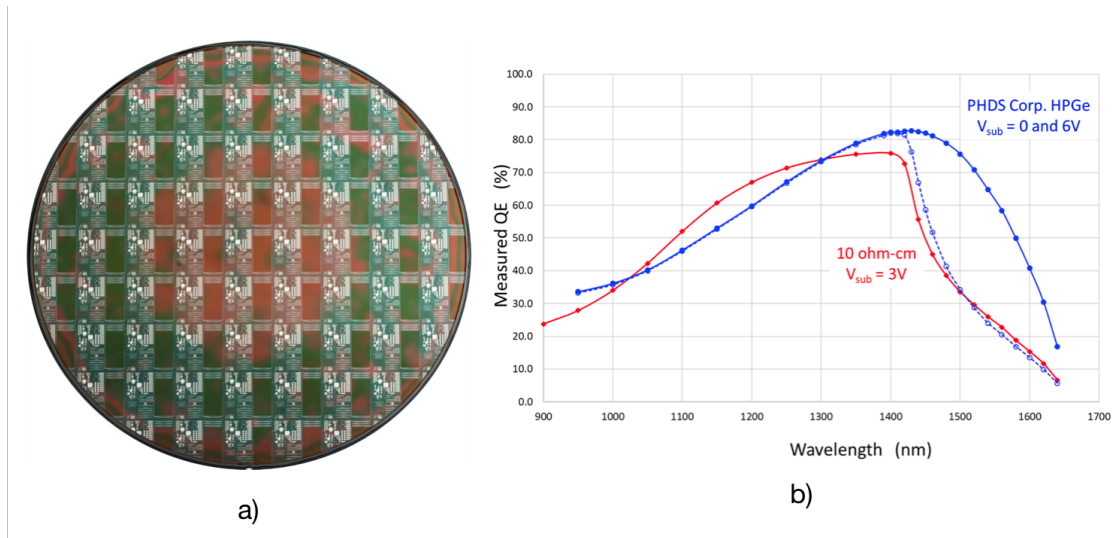 a)
100.0
90.0
80.0
70.0
60.0
50.0
40.0
30.0
20.0
10.0
0.0
Measured QE (%)
PHDS Corp. HPGe
V_sub = 0 and 6V
10 ohm-cm
V_sub = 3V
900 1000 1100 1200 1300 1400 1500 1600 1700
Wavelength (nm)
b)